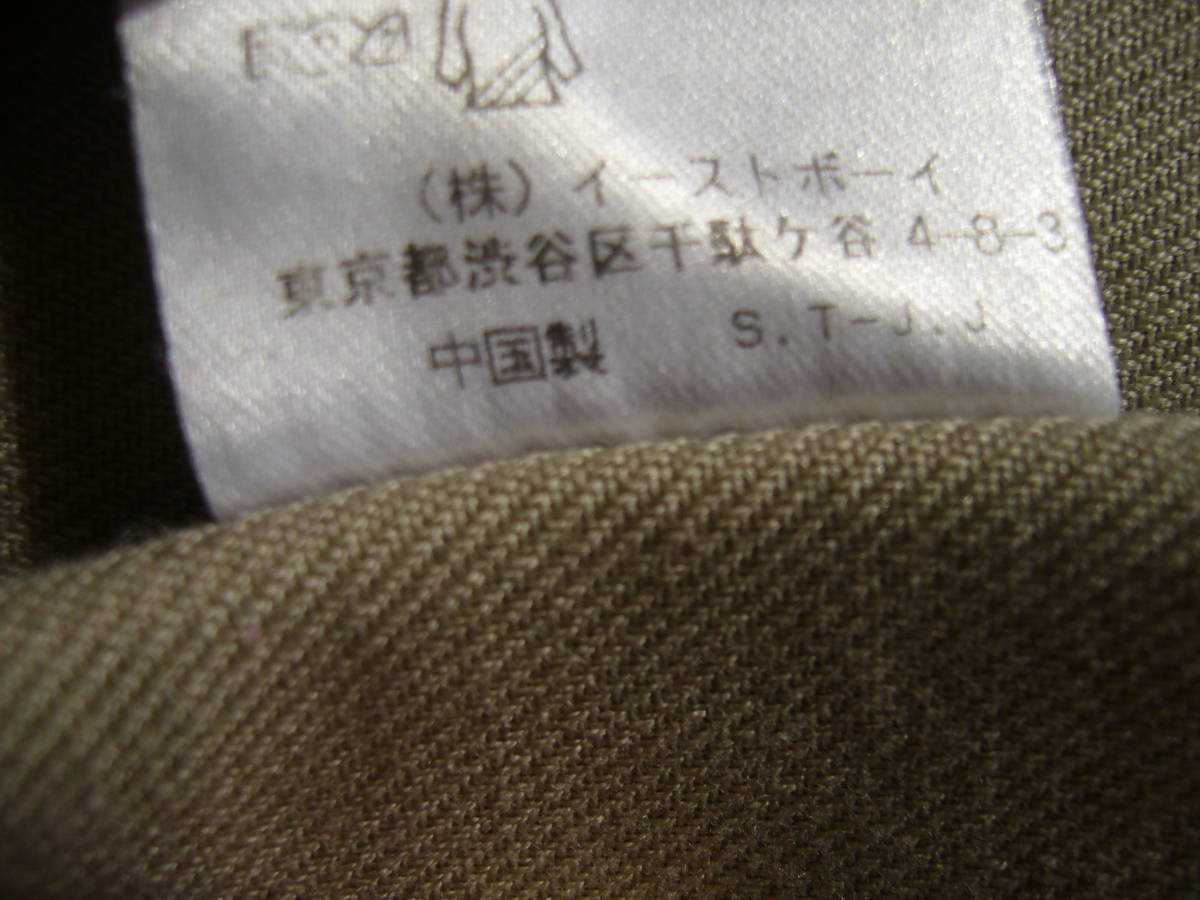 （株）イーストボーイ
東京都渋谷区千駄ケ谷 4-8-3
中国製 S.T-J.J